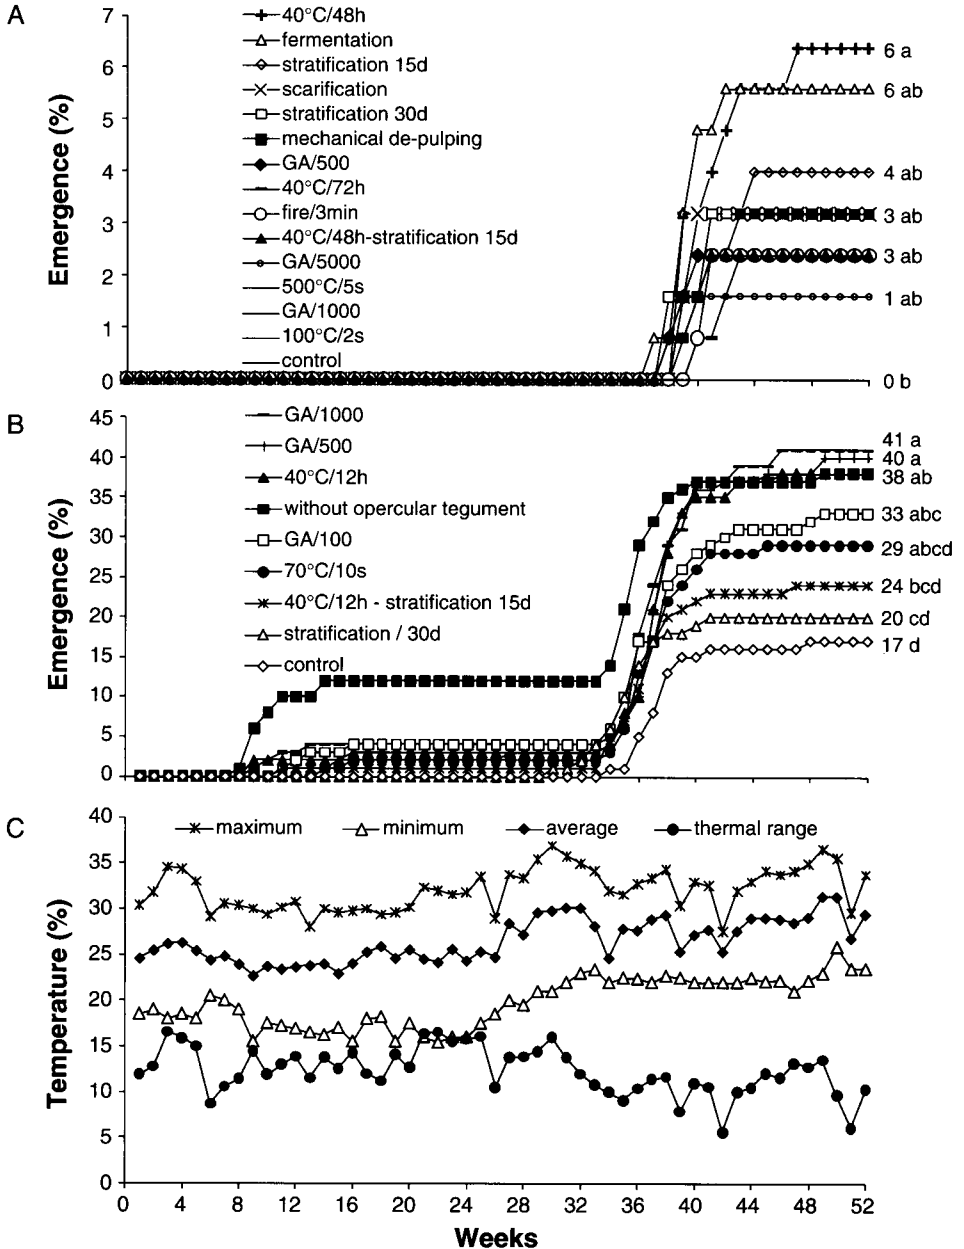 A
Emergence (%)
7
6
5
4
3
2
1
0
40°C/48h
fermentation
stratification 15d
scarification
stratification 30d
mechanical de-pulping
GA/500
40°C/72h
fire/3min
40°C/48h-stratification 15d
GA/5000
500°C/5s
GA/1000
100°C/2s
control
6 a
6 ab
4 ab
3 ab
3 ab
1 ab
0 b
B
Emergence (%)
45
40
35
30
25
20
15
10
5
0
GA/1000
GA/500
40°C/12h
without opercular tegument
GA/100
70°C/10s
40°C/12h - stratification 15d
stratification / 30d
control
41 a
40 a
38 ab
33 abc
29 abcd
24 bcd
20 cd
17 d
C
Temperature (%)
40
35
30
25
20
15
10
5
0
maximum minimum average thermal range
0 4 8 12 16 20 24 28 32 36 40 44 48 52
Weeks